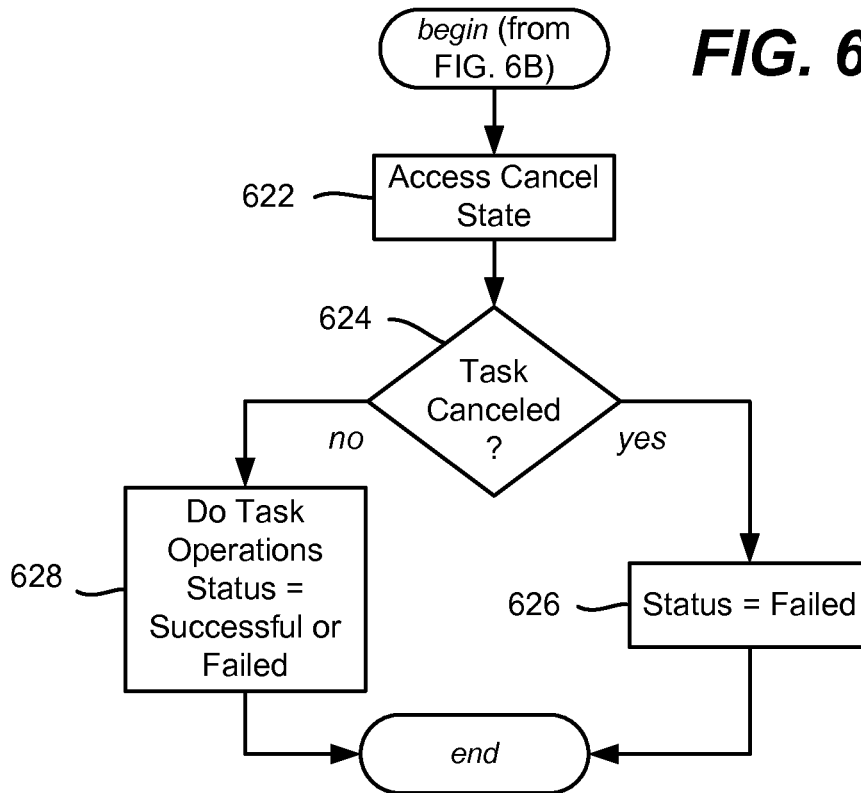 begin (from
FIG. 6B)
FIG. 6
622
Access Cancel
State
624
Task
Canceled
?
no
yes
Do Task
Operations
Status =
Successful or
Failed
628
626
Status = Failed
end